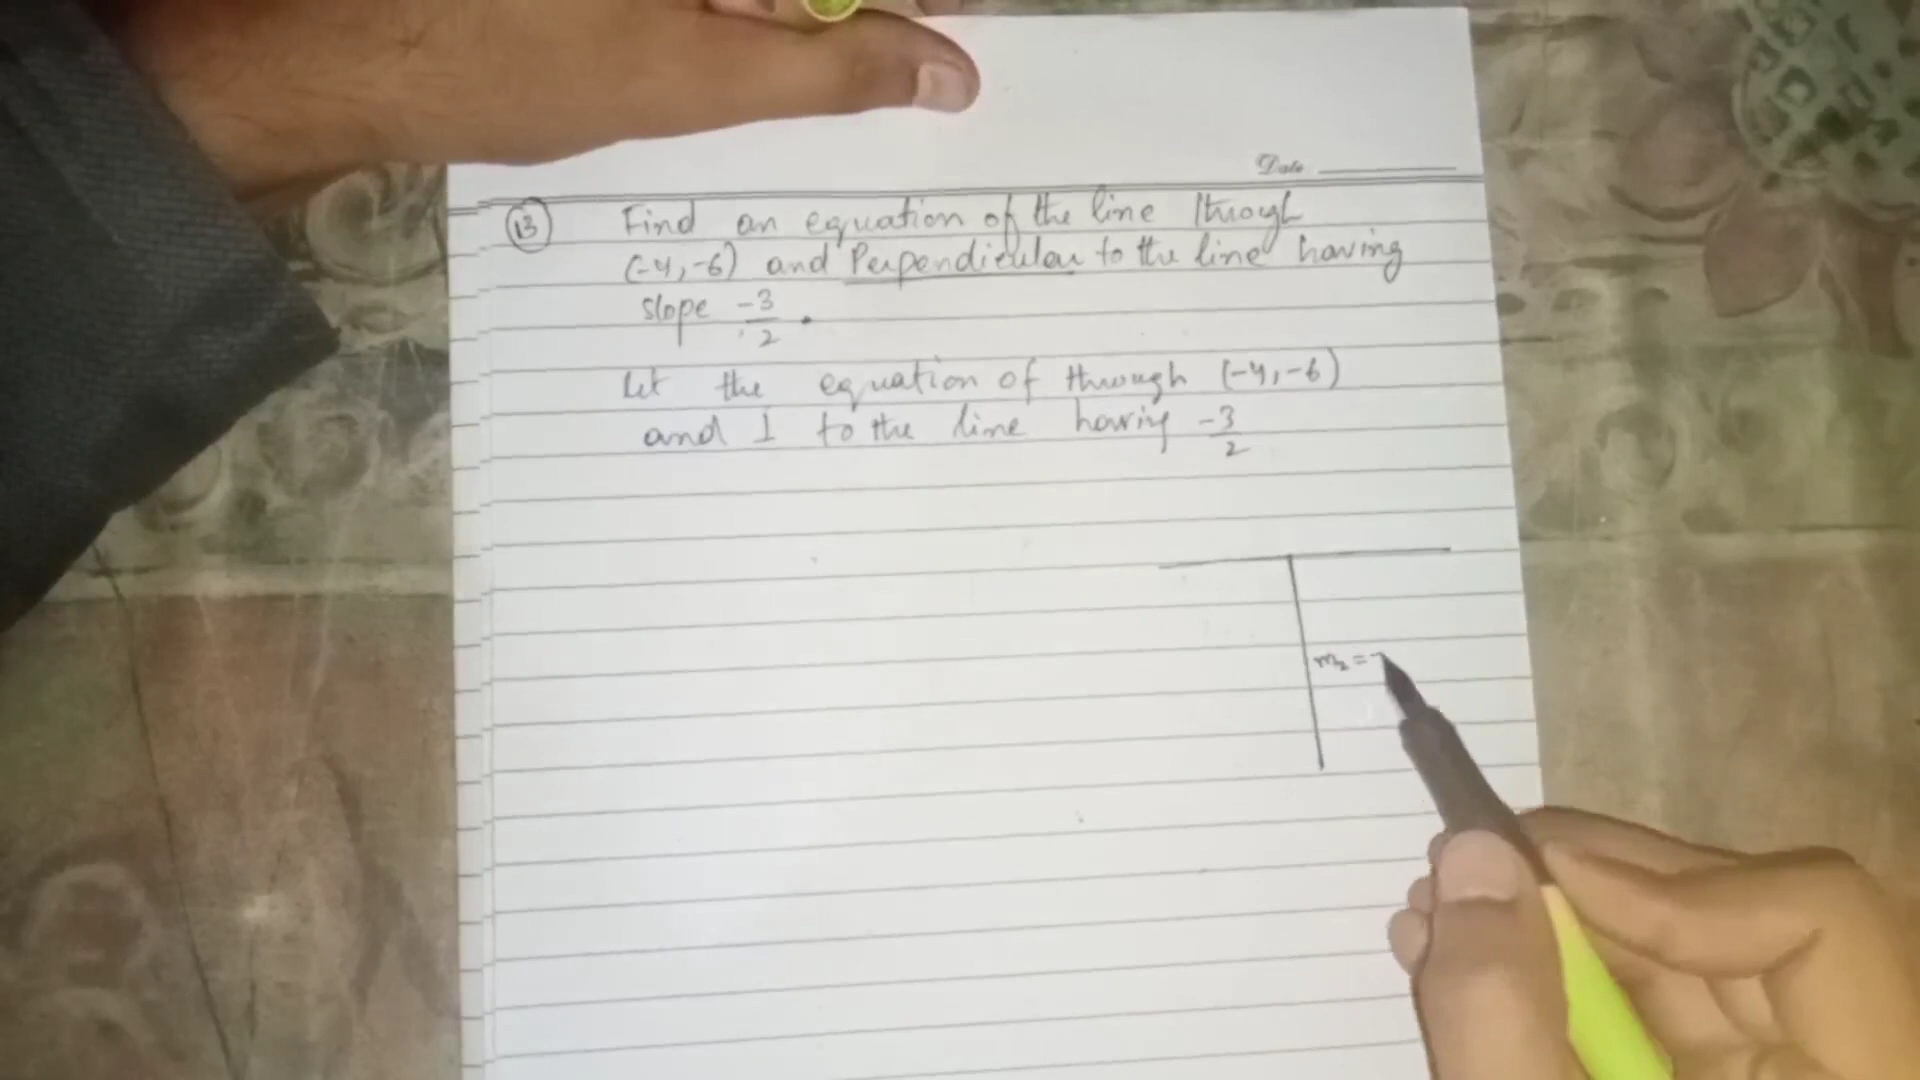 Date
13 Find an equation of the line through
(-4,-6) and Perpendicular to the line having
slope -3/2 .
Let the equation of through (-4,-6)
and ⊥ to the line having -3/2
m₂ = -